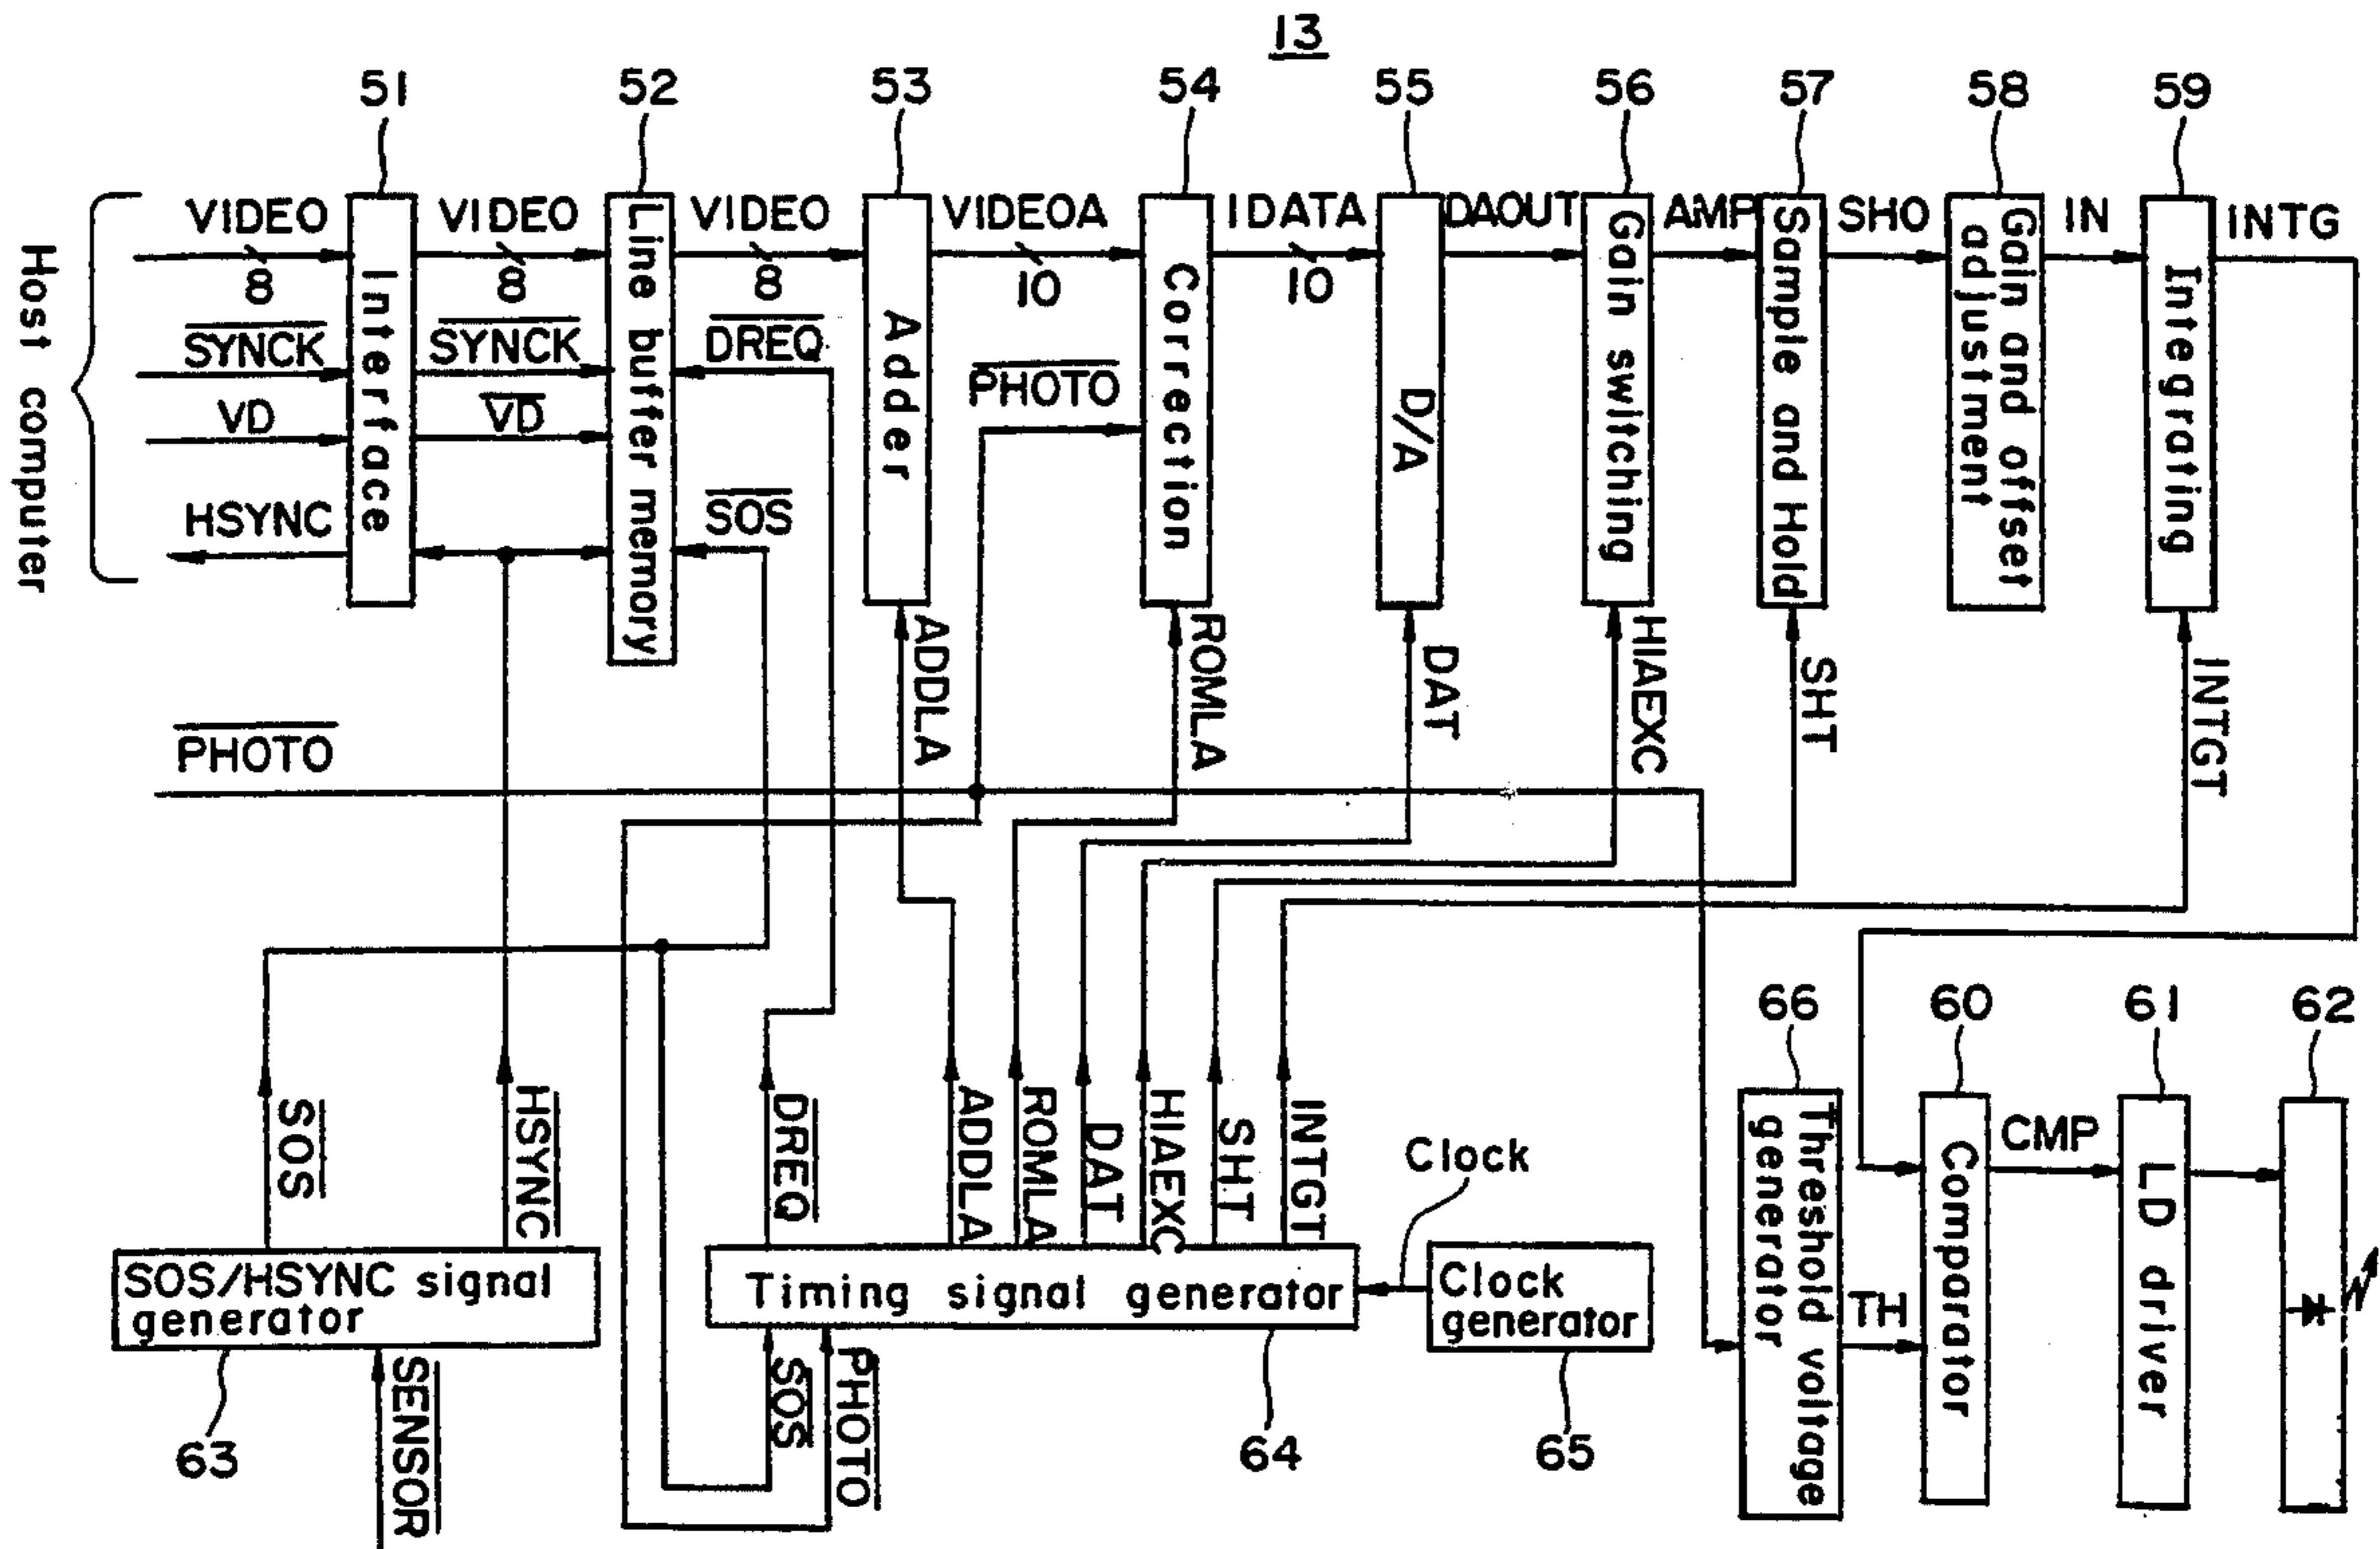 13
51
52
53
54
55
56
57
58
59
Host computer
VIDEO
8
SYNCK
VD
HSYNC
Interface
VIDEO
8
SYNCK
VD
Line buffer memory
VIDEO
8
DREQ
SOS
Adder
VIDEOA
10
PHOTO
Correction
IDATA
10
D/A
DAOUT
Gain switching
AMP
Sample and Hold
SHO
Gain and offset
adjustment
IN
Integrating
INTG
ADDLA
ROMLA
DAT
HIAEXC
SHT
INTGT
PHOTO
66
60
61
62
SOS
HSYNC
DREQ
ADDLA
ROMLA
DAT
HIAEXC
SHT
INTGT
Clock
Threshold voltage
generator
TH
Comparator
CMP
LD driver
SOS/HSYNC signal
generator
Timing signal generator
Clock
generator
63
SENSOR
SOS
PHOTO
64
65